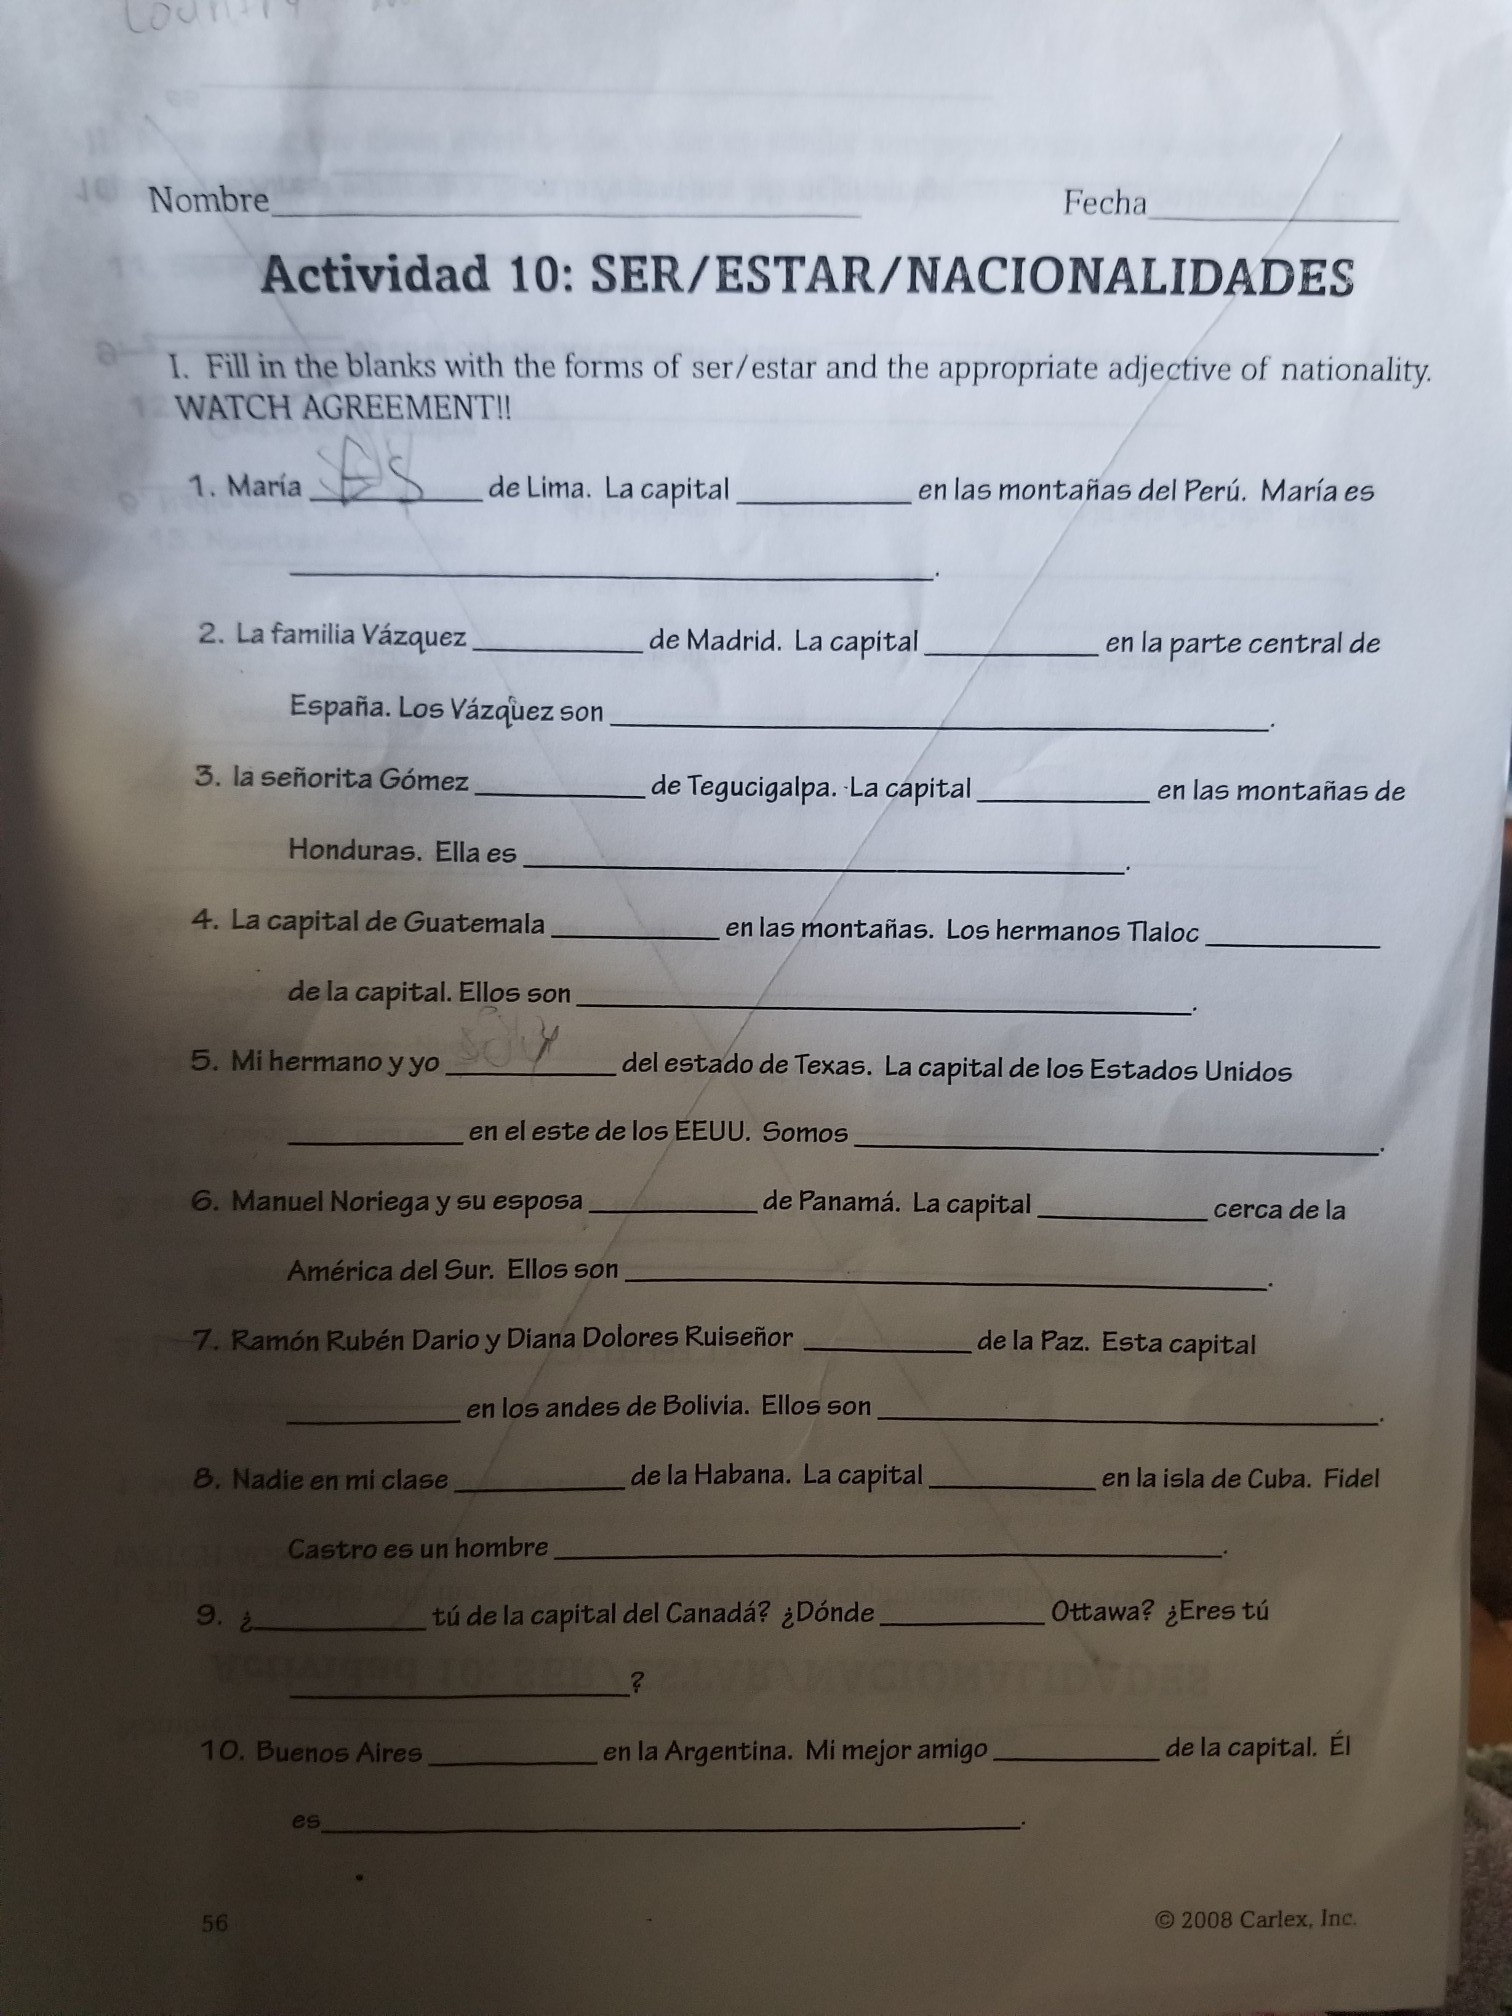 Country
Nombre Fecha
Actividad 10: SER/ESTAR/NACIONALIDADES
I. Fill in the blanks with the forms of ser/estar and the appropriate adjective of nationality.
WATCH AGREEMENT!!
1. María ES de Lima. La capital en las montañas del Perú. María es
.
2. La familia Vázquez de Madrid. La capital en la parte central de
España. Los Vázquez son .
3. la señorita Gómez de Tegucigalpa. La capital en las montañas de
Honduras. Ella es .
4. La capital de Guatemala en las montañas. Los hermanos Tlaloc
de la capital. Ellos son .
5. Mi hermano y yo soy del estado de Texas. La capital de los Estados Unidos
en el este de los EEUU. Somos .
6. Manuel Noriega y su esposa de Panamá. La capital cerca de la
América del Sur. Ellos son .
7. Ramón Rubén Dario y Diana Dolores Ruiseñor de la Paz. Esta capital
en los andes de Bolivia. Ellos son .
8. Nadie en mi clase de la Habana. La capital en la isla de Cuba. Fidel
Castro es un hombre .
9. ¿ tú de la capital del Canadá? ¿Dónde Ottawa? ¿Eres tú
?
10. Buenos Aires en la Argentina. Mi mejor amigo de la capital. Él
es .
56 © 2008 Carlex, Inc.